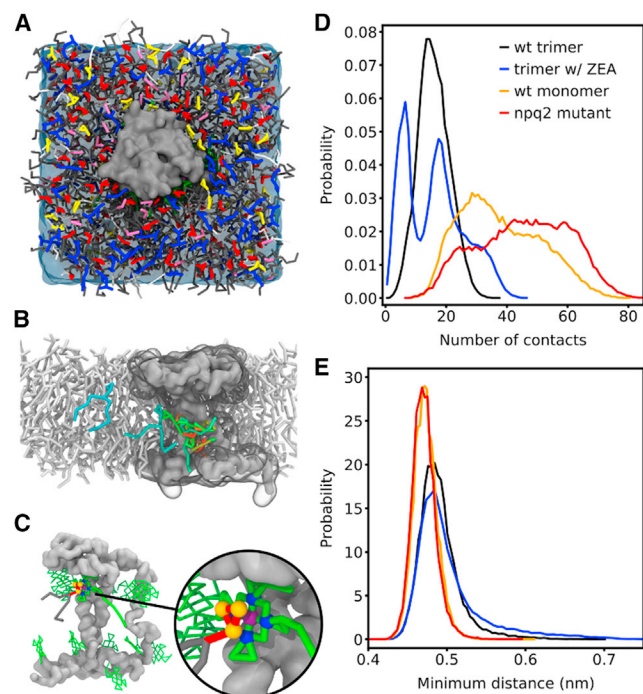 A
B
C
D
wt trimer
trimer w/ ZEA
wt monomer
npq2 mutant
Probability
0.08
0.07
0.06
0.05
0.04
0.03
0.02
0.01
0.00
0 20 40 60 80
Number of contacts
E
Probability
30
25
20
15
10
5
0
0.4 0.5 0.6 0.7
Minimum distance (nm)